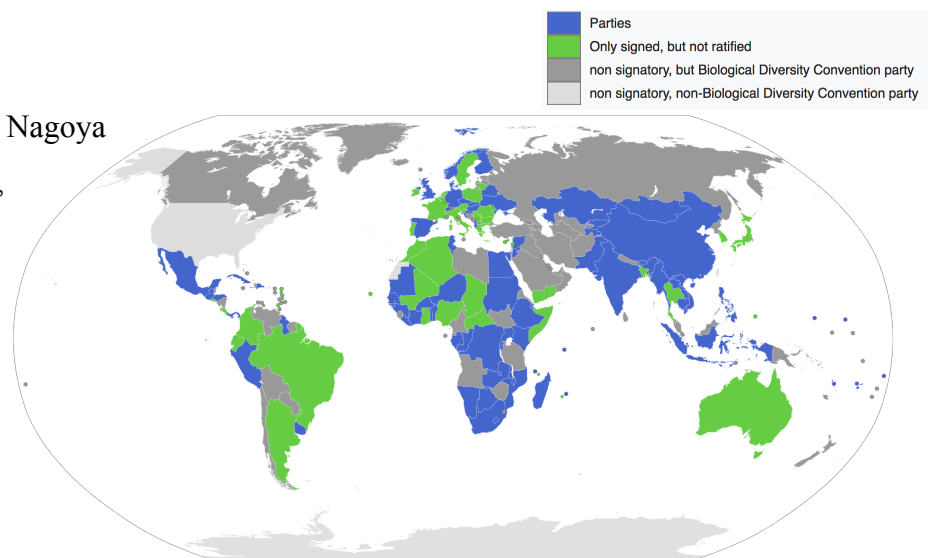 Parties
Only signed, but not ratified
non signatory, but Biological Diversity Convention party
non signatory, non-Biological Diversity Convention party
Nagoya
,